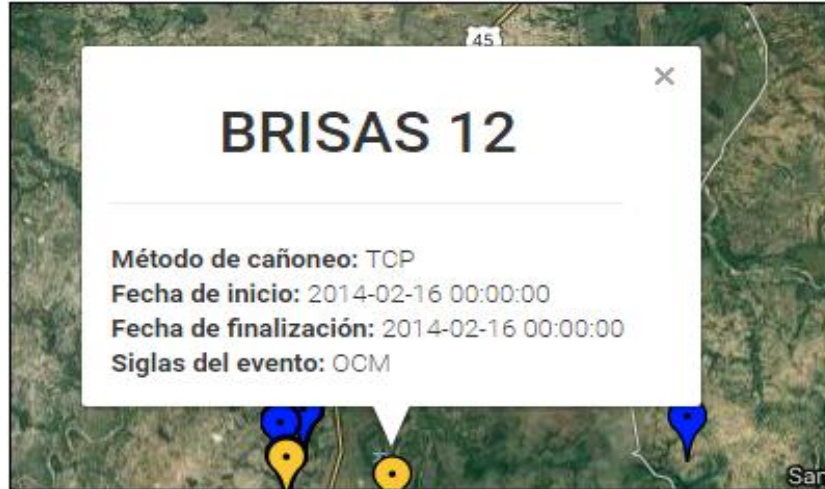 45
BRISAS 12
Método de cañoneo: TCP
Fecha de inicio: 2014-02-16 00:00:00
Fecha de finalización: 2014-02-16 00:00:00
Siglas del evento: OCM
San